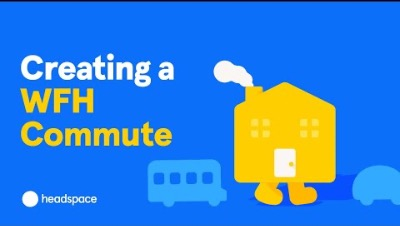 Creating a
WFH
Commute
headspace